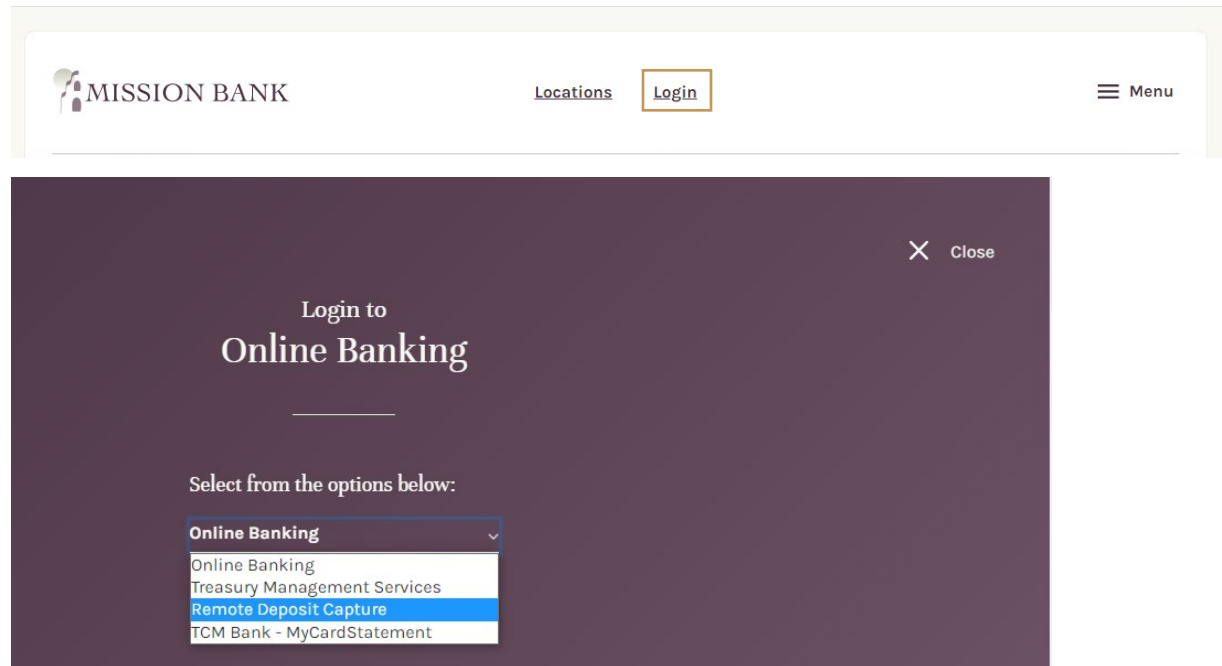 MISSION BANK
Locations
Login
Menu
Close
Login to
Online Banking
Select from the options below:
Online Banking
Online Banking
Treasury Management Services
Remote Deposit Capture
TCM Bank - MyCardStatement